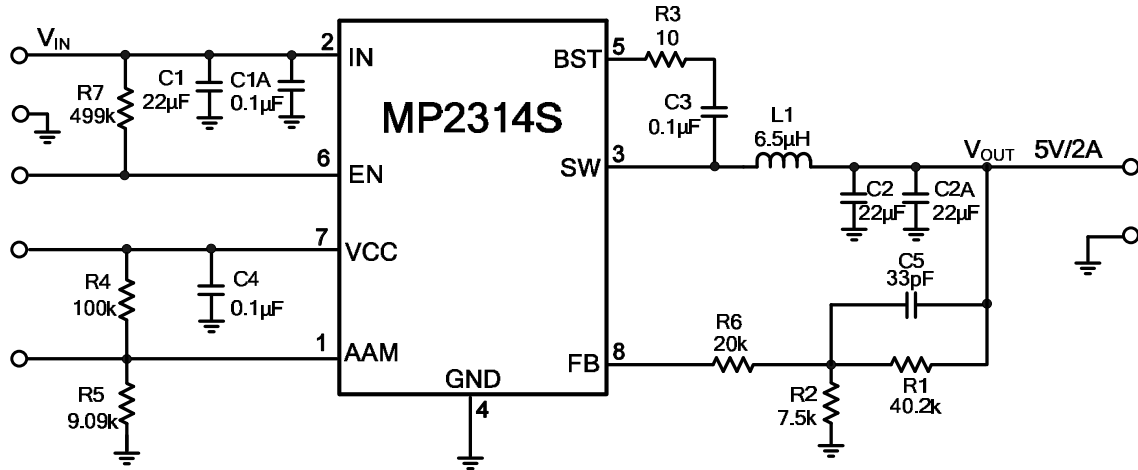 VIN
2
IN
R7
499k
C1
22µF
C1A
0.1µF
6
EN
7
VCC
R4
100k
C4
0.1µF
1
AAM
R5
9.09k
MP2314S
GND
4
BST
5
R3
10
C3
0.1µF
SW
3
L1
6.5µH
VOUT 5V/2A
C2
22µF
C2A
22µF
C5
33pF
FB
8
R6
20k
R2
7.5k
R1
40.2k